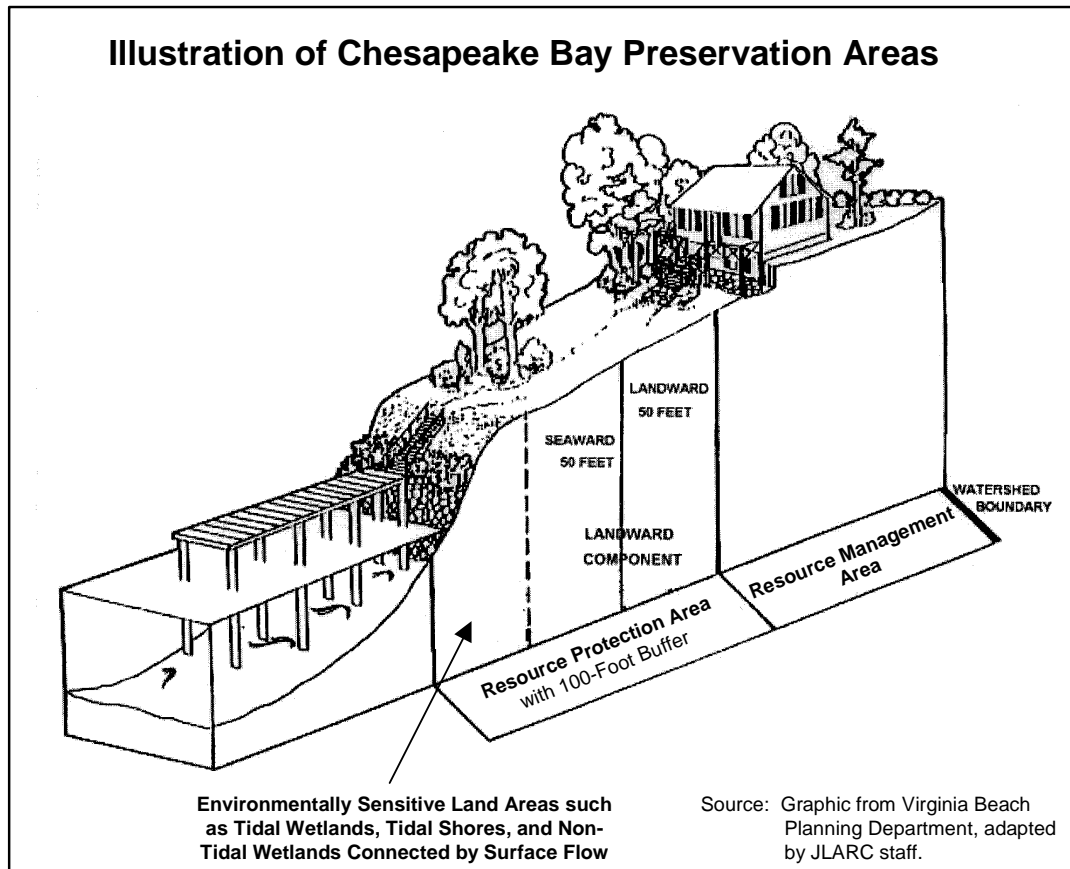 Illustration of Chesapeake Bay Preservation Areas
LANDWARD
50 FEET
SEAWARD
50 FEET
LANDWARD
COMPONENT
WATERSHED
BOUNDARY
Resource Management
Area
Resource Protection Area
with 100-Foot Buffer
Environmentally Sensitive Land Areas such
as Tidal Wetlands, Tidal Shores, and Non-
Tidal Wetlands Connected by Surface Flow
Source: Graphic from Virginia Beach
Planning Department, adapted
by JLARC staff.